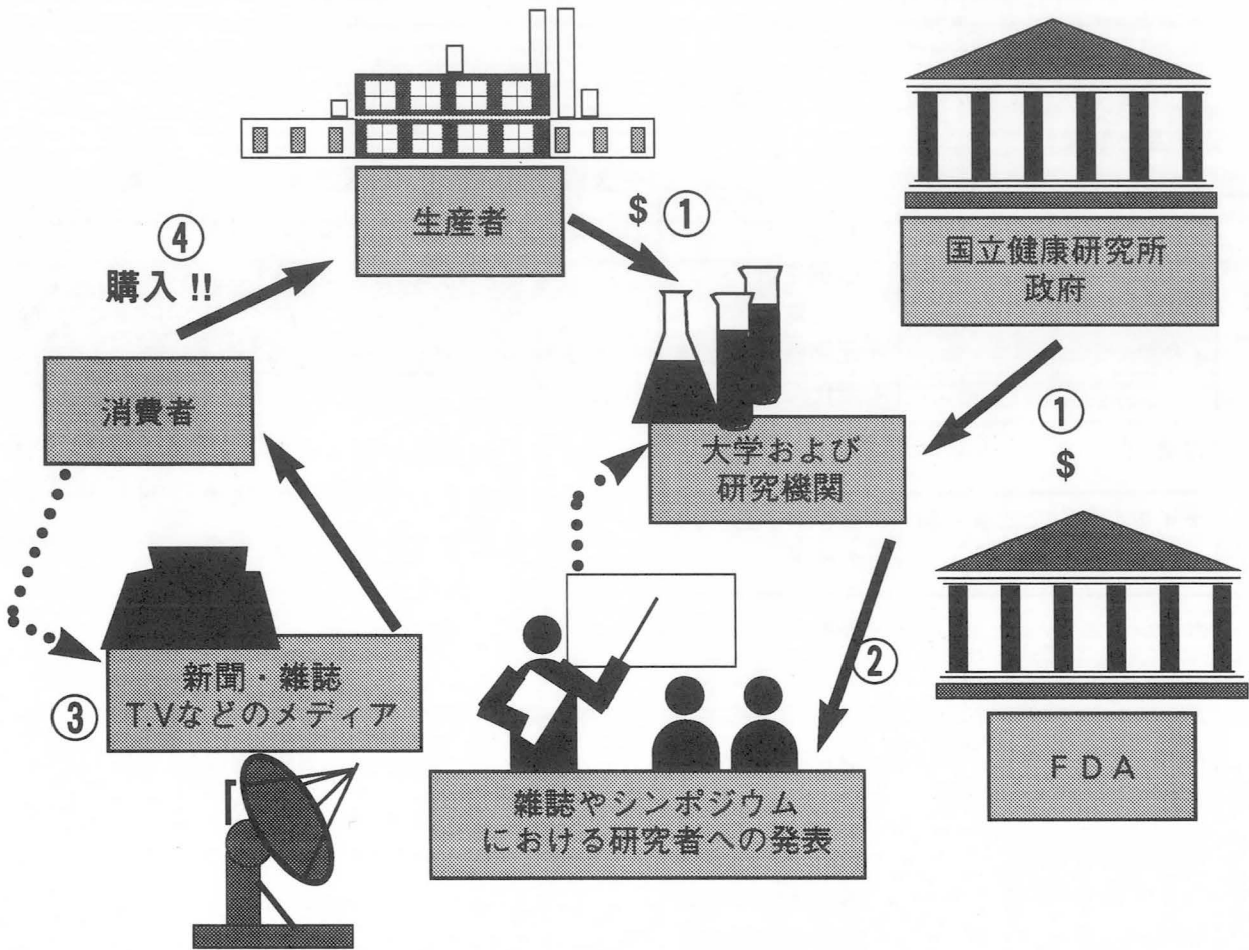 生産者
$ ①
国立健康研究所
政府
④
購入 !!
消費者
大学および
研究機関
①
$
②
新聞・雑誌
T.Vなどのメディア
③
雑誌やシンポジウム
における研究者への発表
FDA